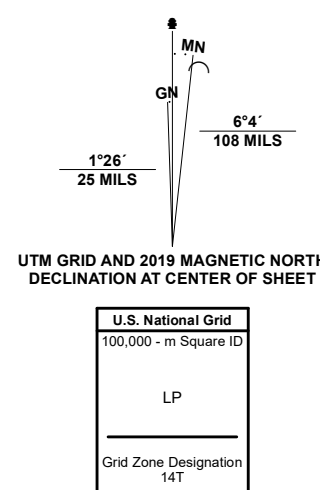 MN
GN
6°4´
108 MILS
1°26´
25 MILS
UTM GRID AND 2019 MAGNETIC NORTH
DECLINATION AT CENTER OF SHEET
U.S. National Grid
100,000 - m Square ID
LP
Grid Zone Designation
14T